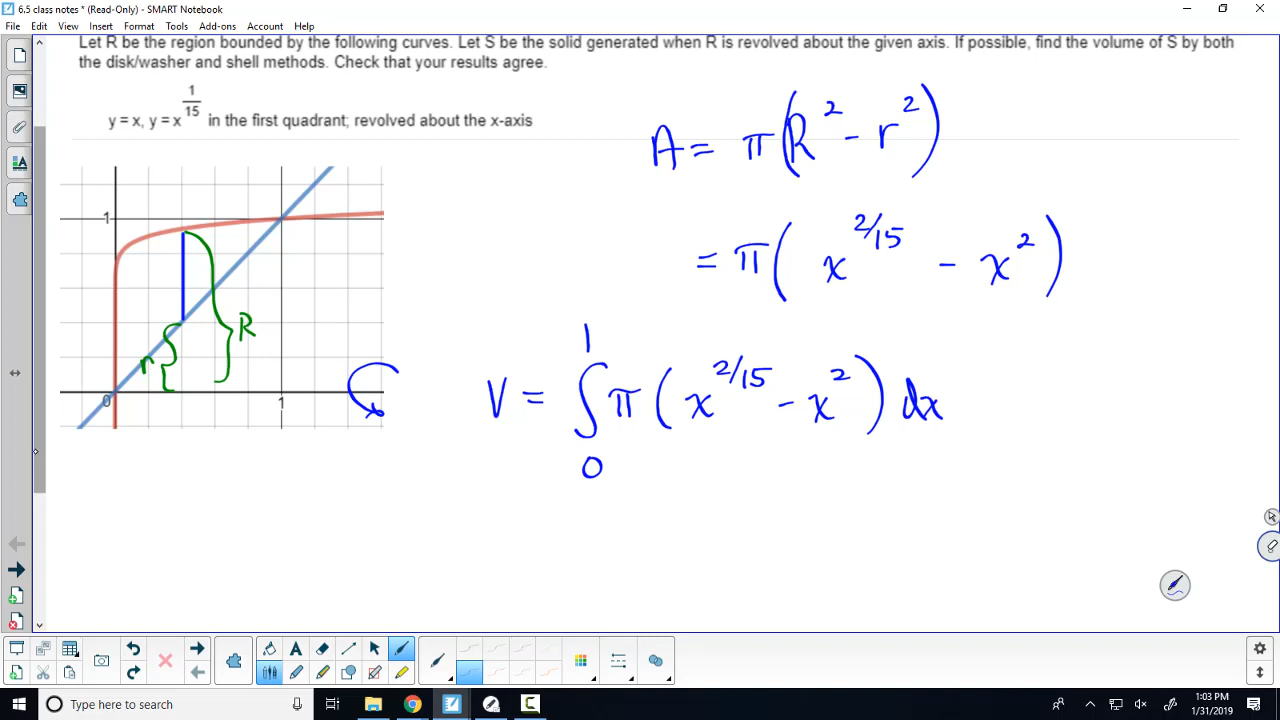 6.5 class notes * (Read-Only) - SMART Notebook
File Edit View Insert Format Tools Add-ons Account Help
Let R be the region bounded by the following curves. Let S be the solid generated when R is revolved about the given axis. If possible, find the volume of S by both
the disk/washer and shell methods. Check that your results agree.
y = x, y = x^(1/15) in the first quadrant; revolved about the x-axis
A = π(R² - r²)
= π(x^(2/15) - x²)
1
R
r
0
1
V = ∫₀¹ π(x^(2/15) - x²) dx
A
Type here to search
1:03 PM
1/31/2019